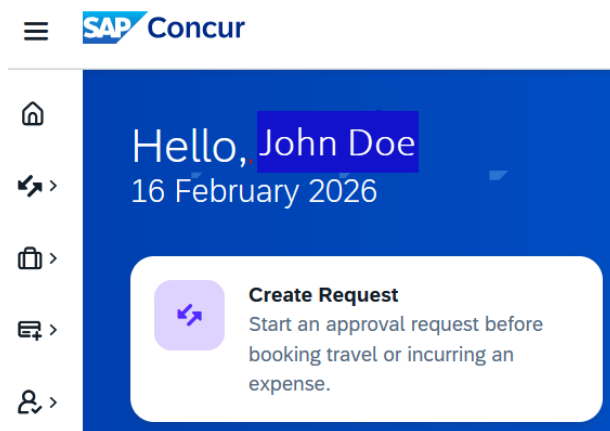 SAP Concur
Hello, John Doe
16 February 2026
Create Request
Start an approval request before
booking travel or incurring an
expense.